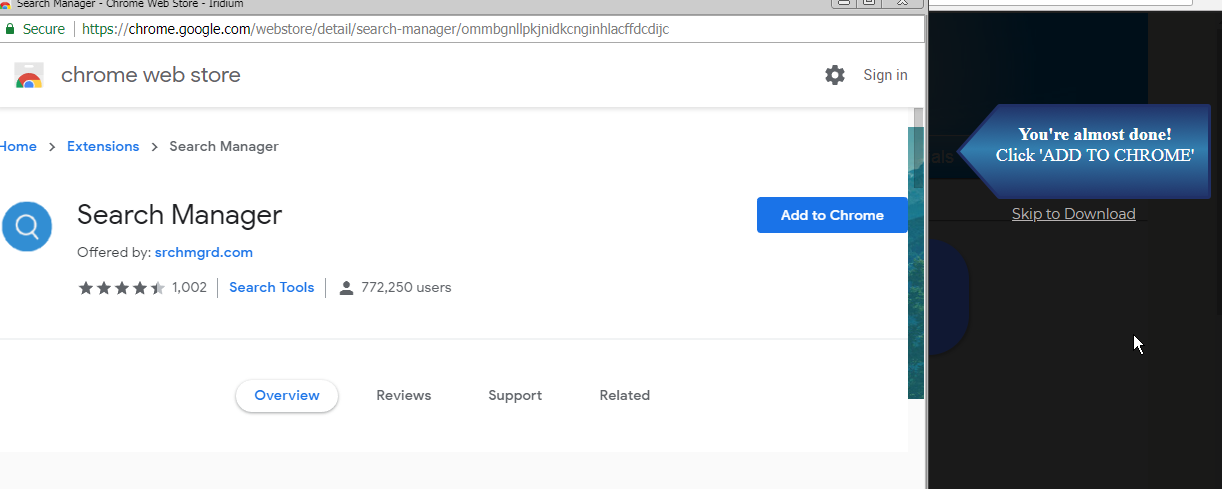 Search Manager - Chrome Web Store - Iridium
Secure
https://chrome.google.com/webstore/detail/search-manager/ommbgnllpkjnidkcnginhlacffdcdijc
chrome web store
Sign in
Home
Extensions
Search Manager
Search Manager
Add to Chrome
Offered by: srchmgrd.com
1,002
Search Tools
772,250 users
Overview
Reviews
Support
Related
You're almost done!
Click 'ADD TO CHROME'
Skip to Download